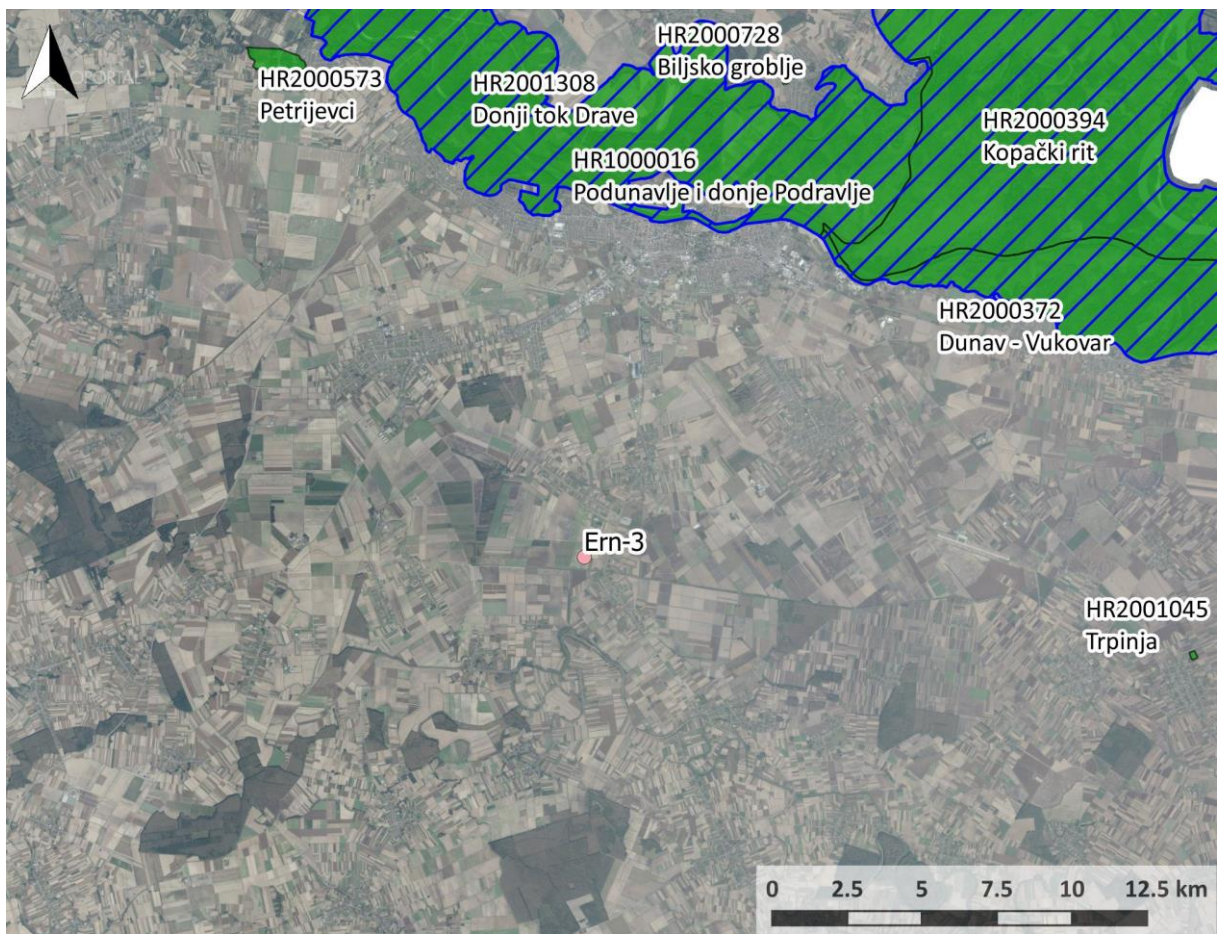 HR2000728
Biljsko groblje
HR2000573
Petrijevci
HR2001308
Donji tok Drave
HR2000394
Kopački rit
HR1000016
Podunavlje i donje Podravlje
HR2000372
Dunav - Vukovar
Ern-3
HR2001045
Trpinja
0 2.5 5 7.5 10 12.5 km